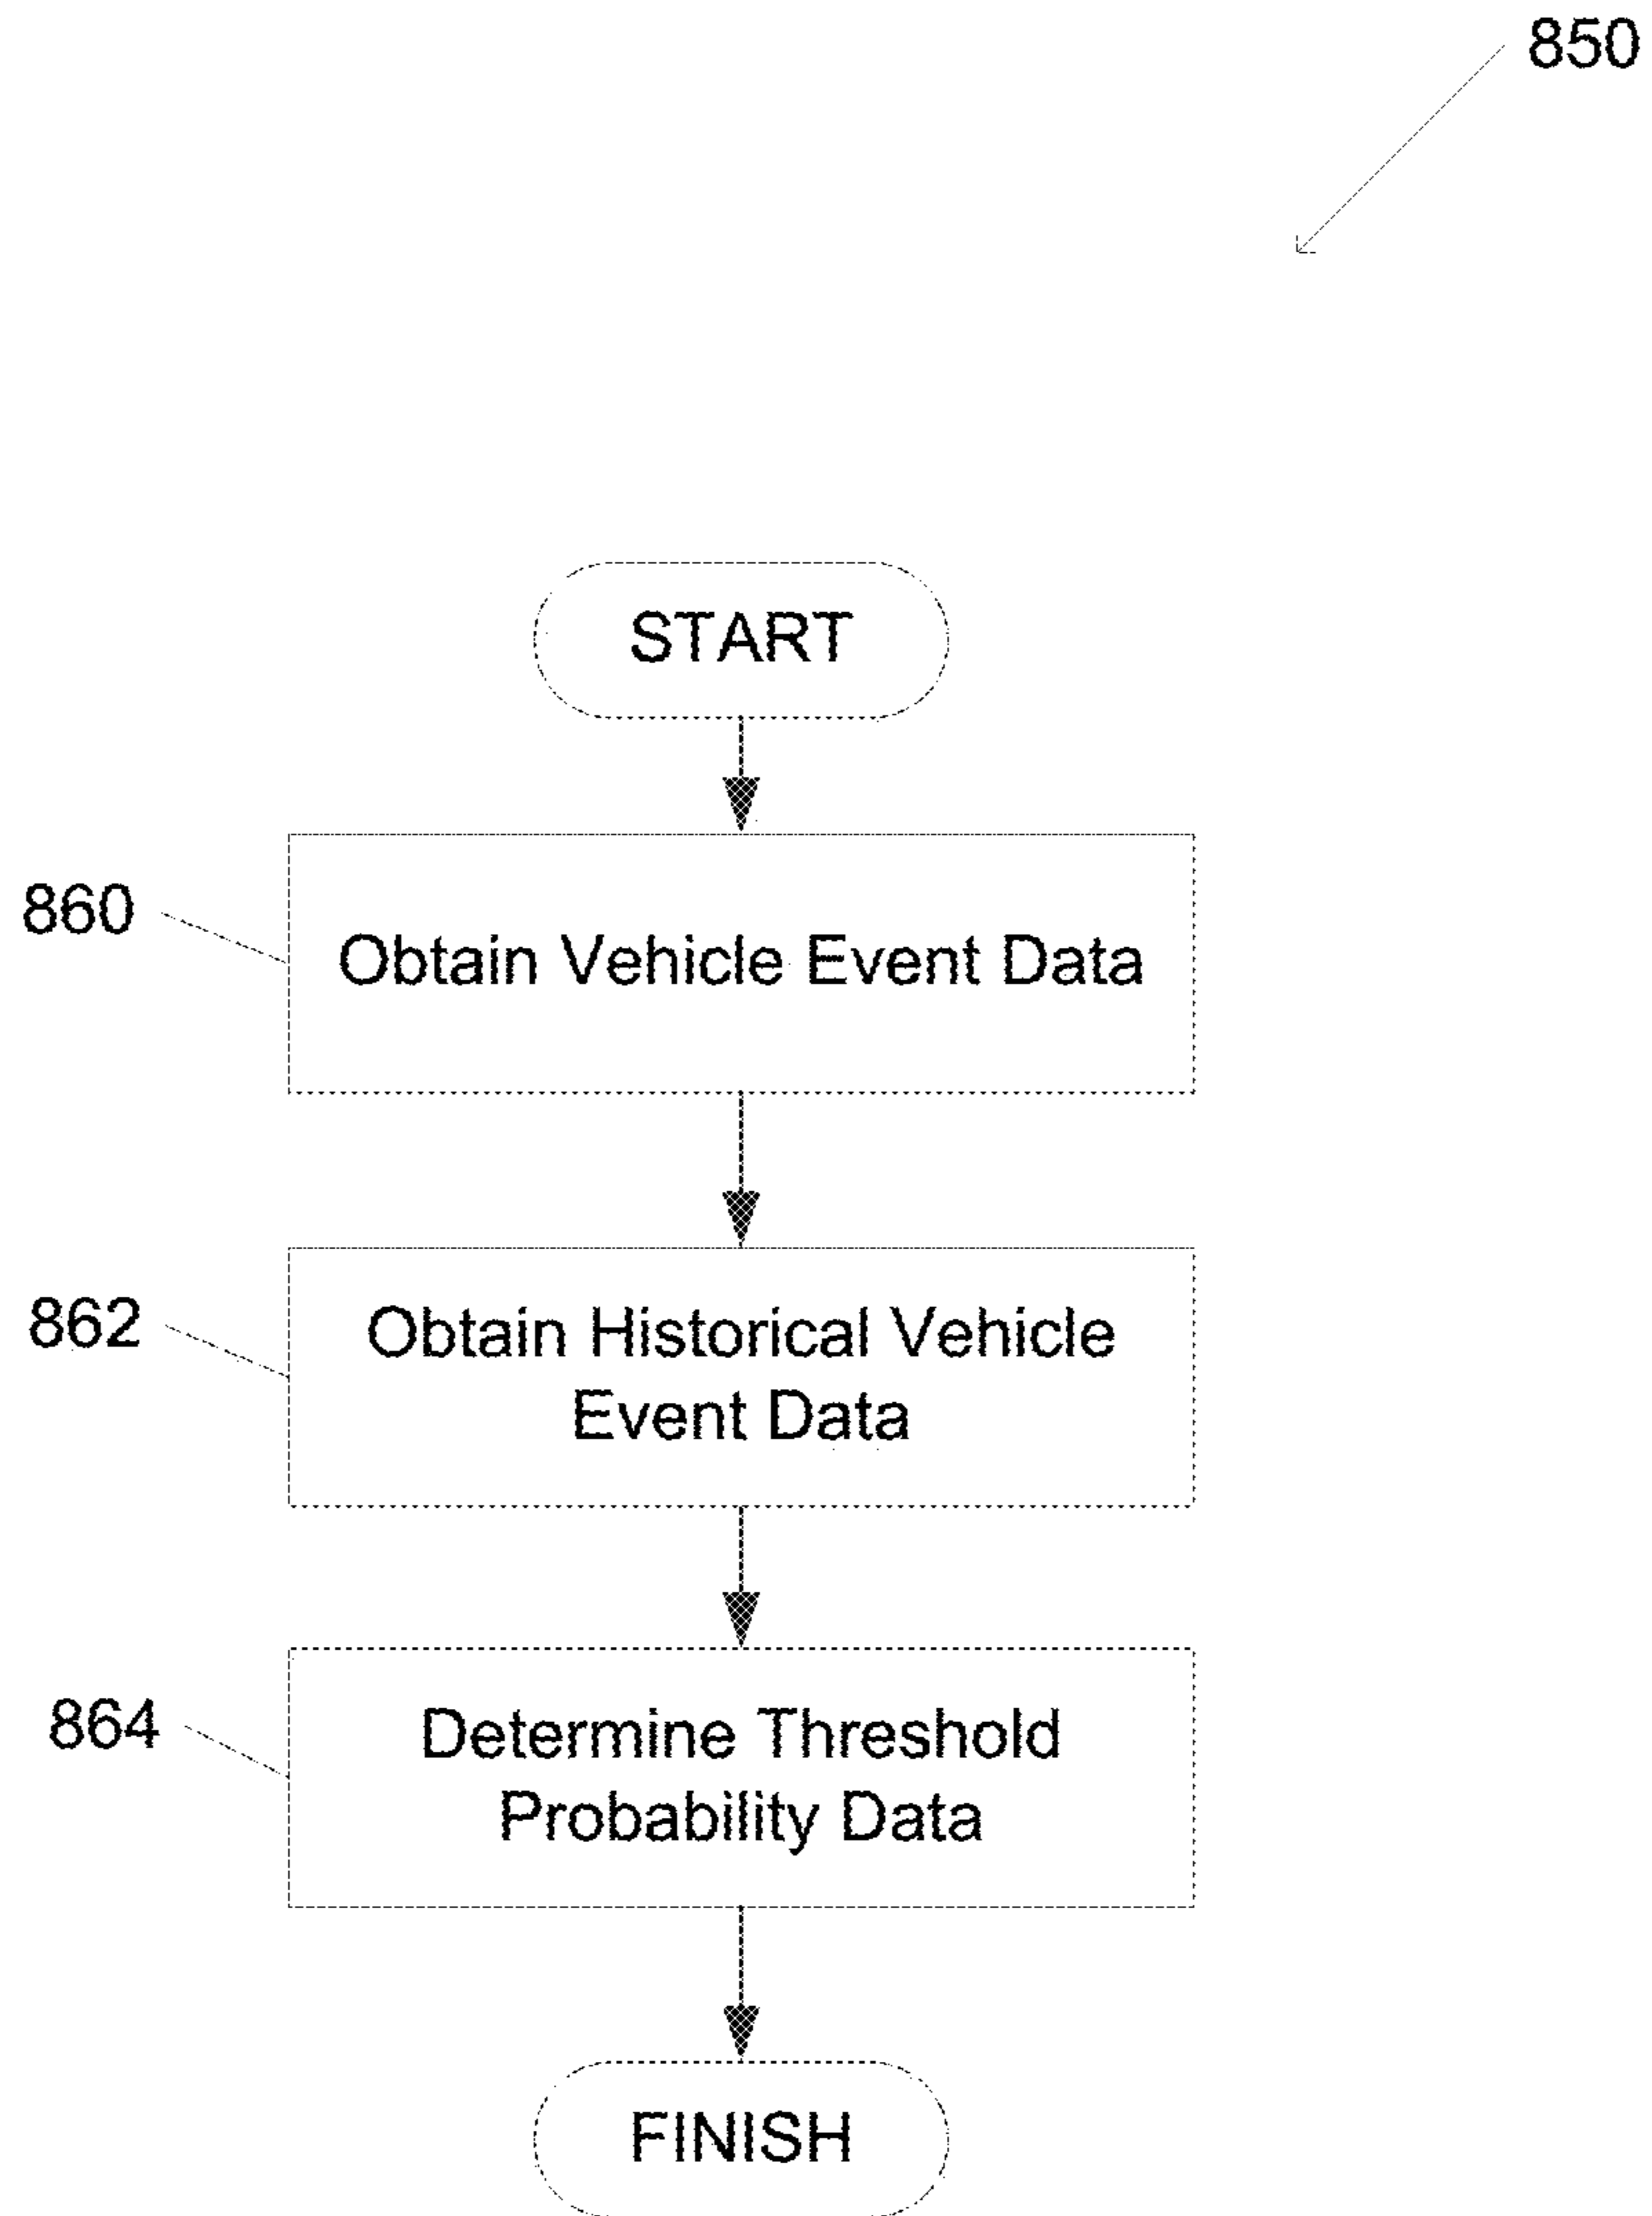 850
START
860
Obtain Vehicle Event Data
862
Obtain Historical Vehicle
Event Data
864
Determine Threshold
Probability Data
FINISH